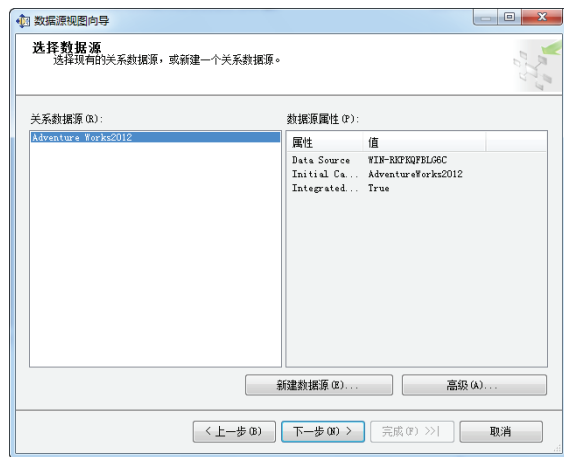 数据源视图向导
选择数据源
选择现有的关系数据源，或新建一个关系数据源。
关系数据源(R):
数据源属性(P):
Adventure Works2012
属性 值
Data Source WIN-RKPKQFBLG6C
Initial Ca... AdventureWorks2012
Integrated... True
新建数据源(E)...
高级(A)...
<上一步(B)
下一步(N) >
完成(F) >>|
取消